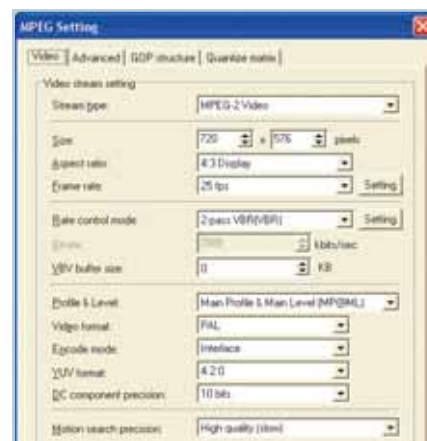 MPEG Setting
Video Advanced GOP structure Quantize matrix
Video stream setting
Stream type: MPEG-2 Video
Size: 720 x 576 pixels
Aspect ratio: 4:3 Display
Frame rate: 25 fps Setting
Rate control mode: 2-pass VBR(VBR) Setting
kbits/sec
VBV buffer size: 0 KB
Profile & Level: Main Profile & Main Level (MP@ML)
Video format: PAL
Encode mode: Interlace
YUV format: 4:2:0
DC component precision: 10 bits
Motion search precision: High quality (slow)